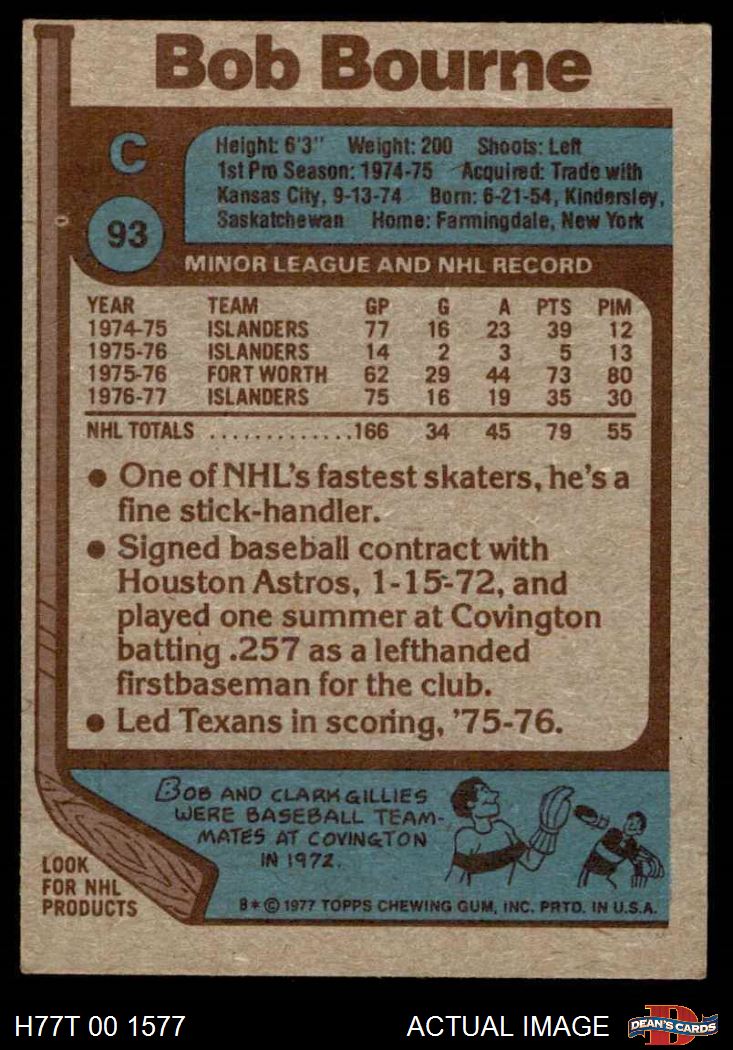 Bob Bourne
C
93
Height: 6'3" Weight: 200 Shoots: Left
1st Pro Season: 1974-75 Acquired: Trade with
Kansas City, 9-13-74 Born: 6-21-54, Kindersley,
Saskatchewan Home: Farmingdale, New York
MINOR LEAGUE AND NHL RECORD
YEAR TEAM GP G A PTS PIM
1974-75 ISLANDERS 77 16 23 39 12
1975-76 ISLANDERS 14 2 3 5 13
1975-76 FORT WORTH 62 29 44 73 80
1976-77 ISLANDERS 75 16 19 35 30
NHL TOTALS .............166 34 45 79 55
● One of NHL's fastest skaters, he's a
fine stick-handler.
● Signed baseball contract with
Houston Astros, 1-15-72, and
played one summer at Covington
batting .257 as a lefthanded
firstbaseman for the club.
● Led Texans in scoring, '75-76.
BOB AND CLARK GILLIES
WERE BASEBALL TEAM-
MATES AT COVINGTON
IN 1972.
LOOK
FOR NHL
PRODUCTS
B*© 1977 TOPPS CHEWING GUM, INC. PRTD. IN U.S.A.
H77T 00 1577
ACTUAL IMAGE
D
DEAN'S CARDS